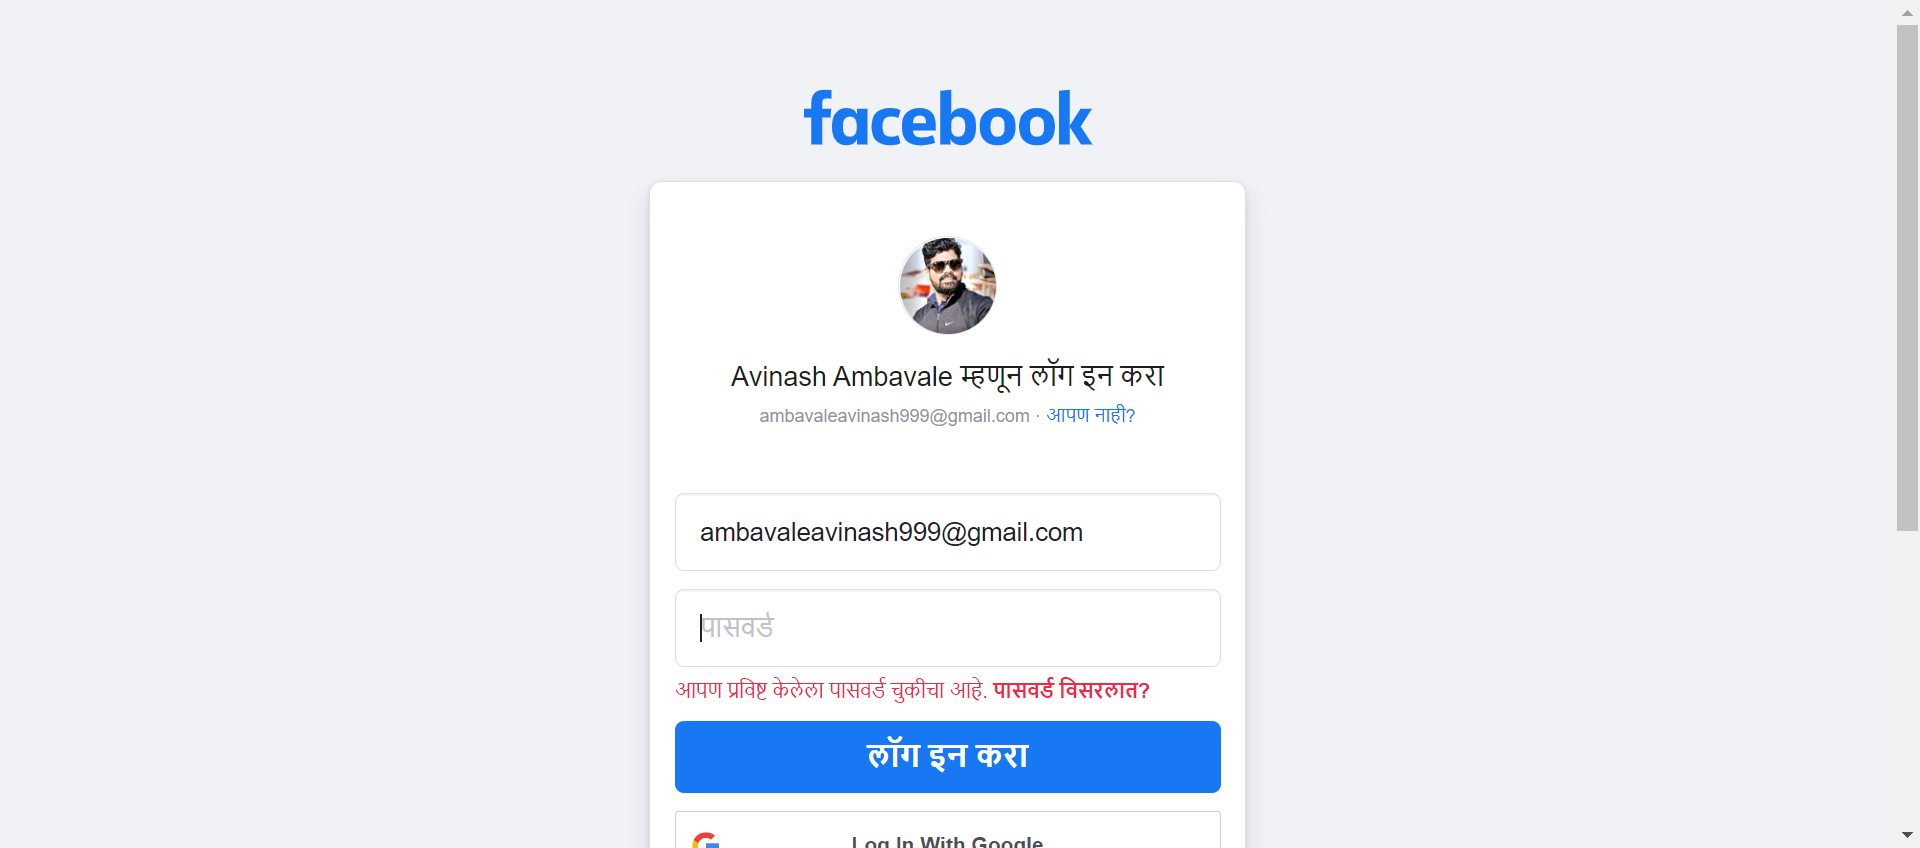 facebook
Avinash Ambavale म्हणून लॉग इन करा
ambavaleavinash999@gmail.com · आपण नाही?
ambavaleavinash999@gmail.com
पासवर्ड
आपण प्रविष्ट केलेला पासवर्ड चुकीचा आहे. पासवर्ड विसरलात?
लॉग इन करा
Log In With Google